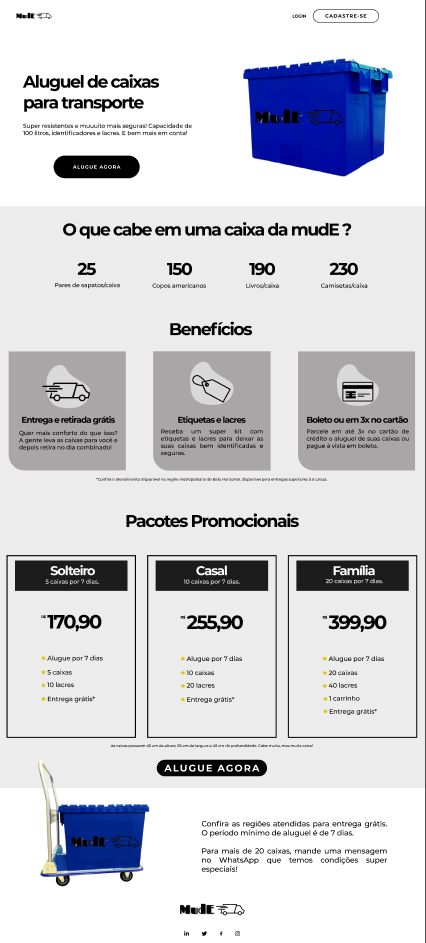 MudE
LOGIN
CADASTRE-SE
Aluguel de caixas
para transporte
Super resistentes e muuuito mais seguras! Capacidade de
100 litros, identificadores e lacres. E bem mais em conta!
MudE
ALUGUE AGORA
O que cabe em uma caixa da mudE ?
25
150
190
230
Pares de sapatos/caixa
Copos americanos
Livros/caixa
Camisetas/caixa
Benefícios
Entrega e retirada grátis
Quer mais conforto do que isso?
A gente leva as caixas para você e
depois retira no dia combinado!
Etiquetas e lacres
Receba um super kit com
etiquetas e lacres para deixar as
suas caixas bem identificadas e
seguras.
Boleto ou em 3x no cartão
Parcele em até 3x no cartão de
crédito o aluguel de suas caixas ou
pague à vista em boleto.
*Confira o atendimento disponível na região metropolitana de Belo Horizonte, disponível para entregas superiores a 5 caixas.
Pacotes Promocionais
Solteiro
5 caixas por 7 dias.
R$ 170,90
Alugue por 7 dias
5 caixas
10 lacres
Entrega grátis*
Casal
10 caixas por 7 dias.
R$ 255,90
Alugue por 7 dias
10 caixas
20 lacres
Entrega grátis*
Família
20 caixas por 7 dias.
R$ 399,90
Alugue por 7 dias
20 caixas
40 lacres
1 carrinho
Entrega grátis*
As caixas possuem 45 cm de altura, 55 cm de largura e 45 cm de profundidade. Cabe muita, mas muita coisa!
ALUGUE AGORA
MudE
Confira as regiões atendidas para entrega grátis.
O período mínimo de aluguel é de 7 dias.
Para mais de 20 caixas, mande uma mensagem
no WhatsApp que temos condições super
especiais!
MudE